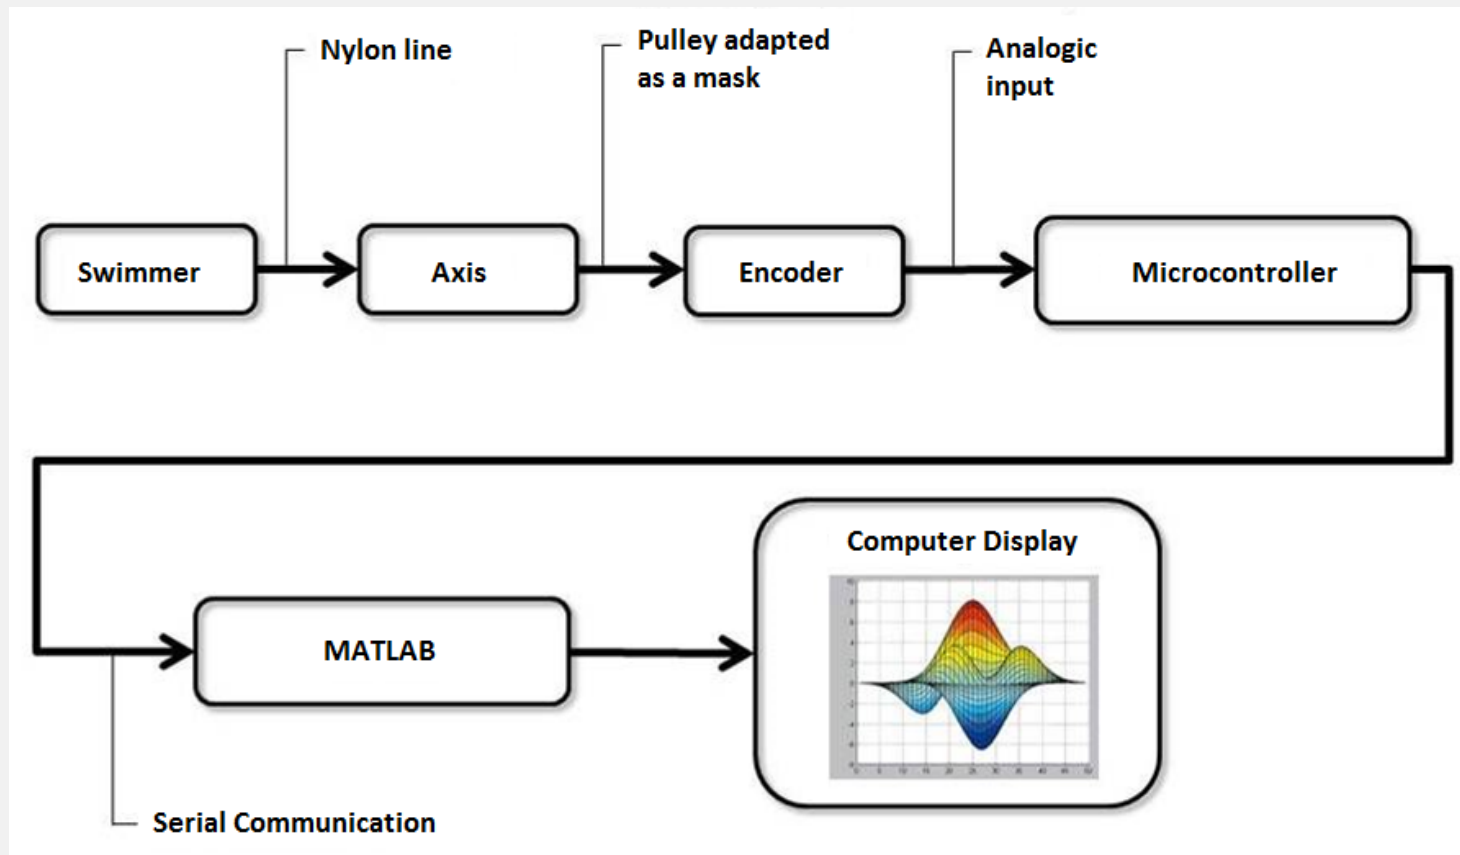 Nylon line
Pulley adapted
as a mask
Analogic
input
Swimmer
Axis
Encoder
Microcontroller
Computer Display
MATLAB
Serial Communication